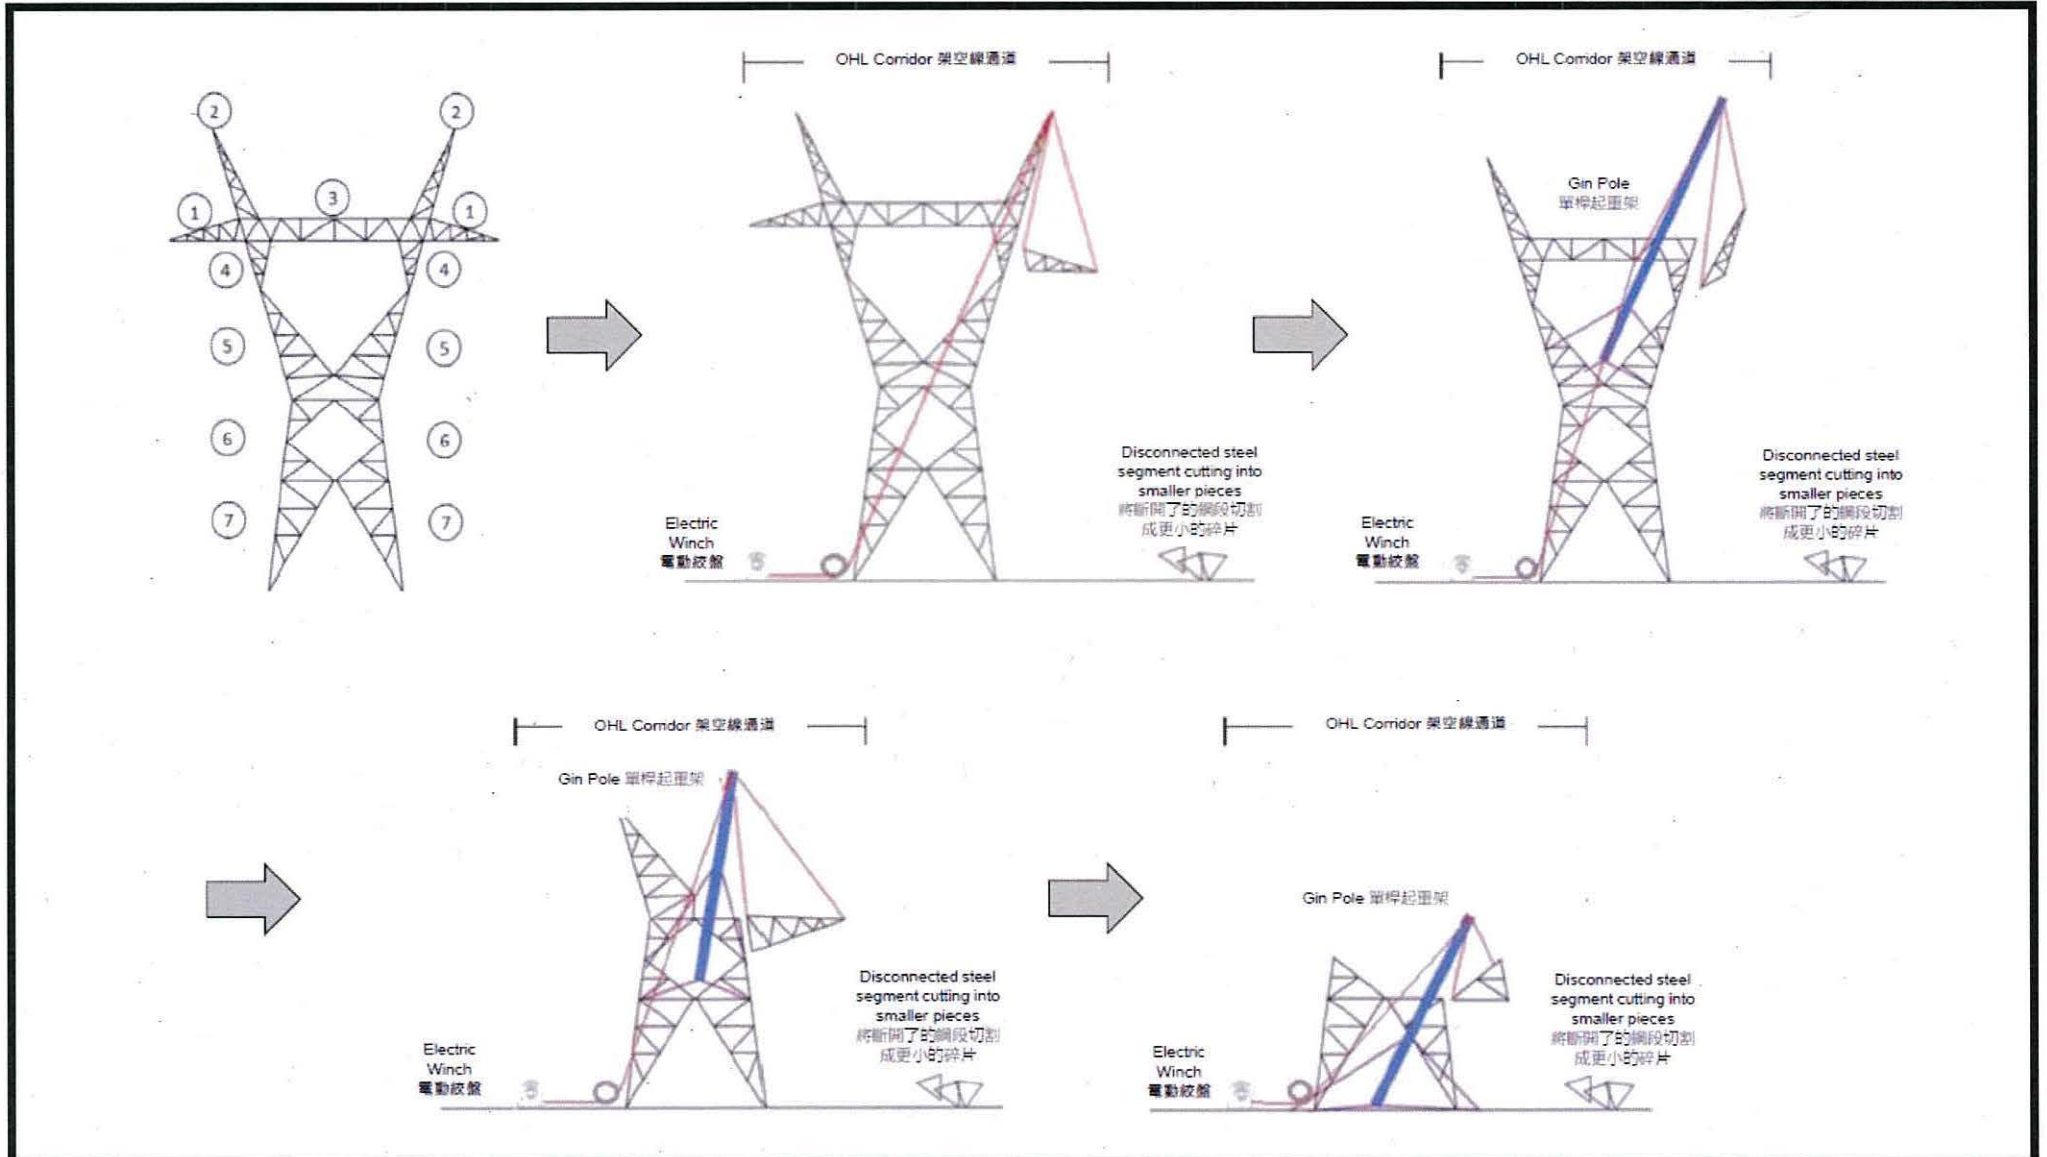 2
2
1
3
1
4
4
5
5
6
6
7
7
OHL Corridor 架空線通道
Electric
Winch
電動絞盤
Disconnected steel
segment cutting into
smaller pieces
將斷開了的鋼段切割
成更小的碎片
OHL Corridor 架空線通道
Gin Pole
單桿起重架
Electric
Winch
電動絞盤
Disconnected steel
segment cutting into
smaller pieces
將斷開了的鋼段切割
成更小的碎片
OHL Corridor 架空線通道
Gin Pole 單桿起重架
Electric
Winch
電動絞盤
Disconnected steel
segment cutting into
smaller pieces
將斷開了的鋼段切割
成更小的碎片
OHL Corridor 架空線通道
Gin Pole 單桿起重架
Electric
Winch
電動絞盤
Disconnected steel
segment cutting into
smaller pieces
將斷開了的鋼段切割
成更小的碎片